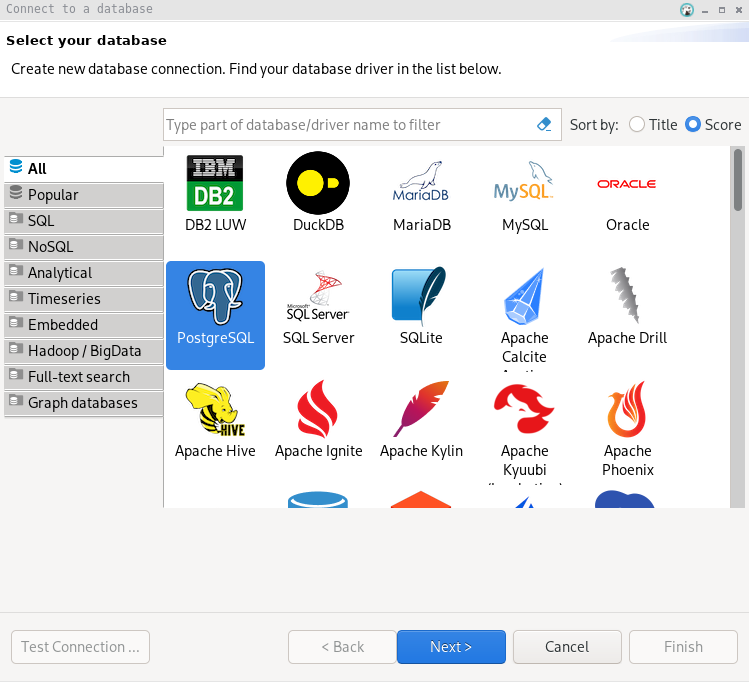 Connect to a database
Select your database
Create new database connection. Find your database driver in the list below.
Type part of database/driver name to filter
Sort by:
Title
Score
All
Popular
SQL
NoSQL
Analytical
Timeseries
Embedded
Hadoop / BigData
Full-text search
Graph databases
IBM
DB2
DB2 LUW
DuckDB
MariaDB
MariaDB
MySQL
MySQL
ORACLE
Oracle
PostgreSQL
Microsoft
SQL Server
SQL Server
SQLite
Apache
Calcite
Apache Drill
HIVE
Apache Hive
Apache Ignite
Apache Kylin
Apache
Kyuubi
Apache
Phoenix
Test Connection ...
< Back
Next >
Cancel
Finish